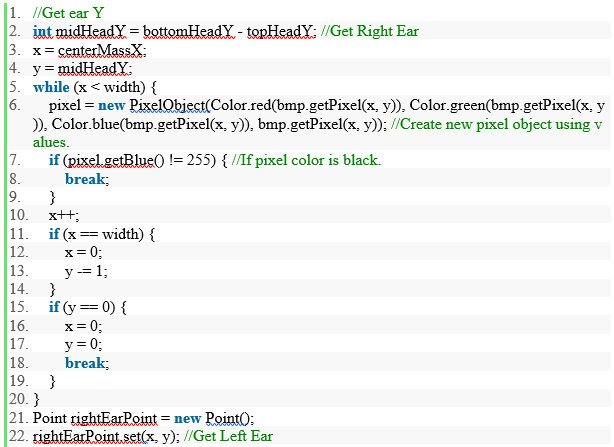 1. //Get ear Y
2. int midHeadY = bottomHeadY - topHeadY; //Get Right Ear
3. x = centerMassX;
4. y = midHeadY;
5. while (x < width) {
6. pixel = new PixelObject(Color.red(bmp.getPixel(x, y)), Color.green(bmp.getPixel(x, y
)), Color.blue(bmp.getPixel(x, y)), bmp.getPixel(x, y)); //Create new pixel object using v
alues.
7. if (pixel.getBlue() != 255) { //If pixel color is black.
8. break;
9. }
10. x++;
11. if (x == width) {
12. x = 0;
13. y -= 1;
14. }
15. if (y == 0) {
16. x = 0;
17. y = 0;
18. break;
19. }
20. }
21. Point rightEarPoint = new Point();
22. rightEarPoint.set(x, y); //Get Left Ear